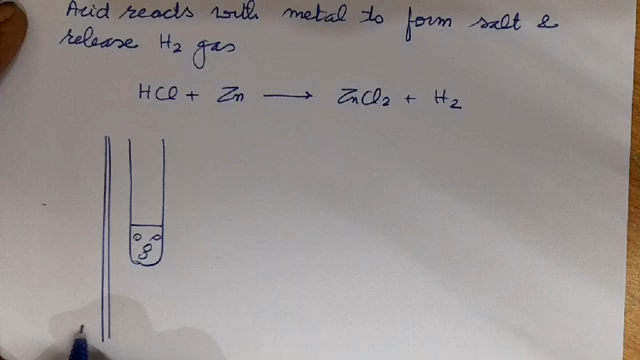 Acid reacts with metal to form salt &
release H₂ gas
HCl + Zn ⟶ ZnCl₂ + H₂